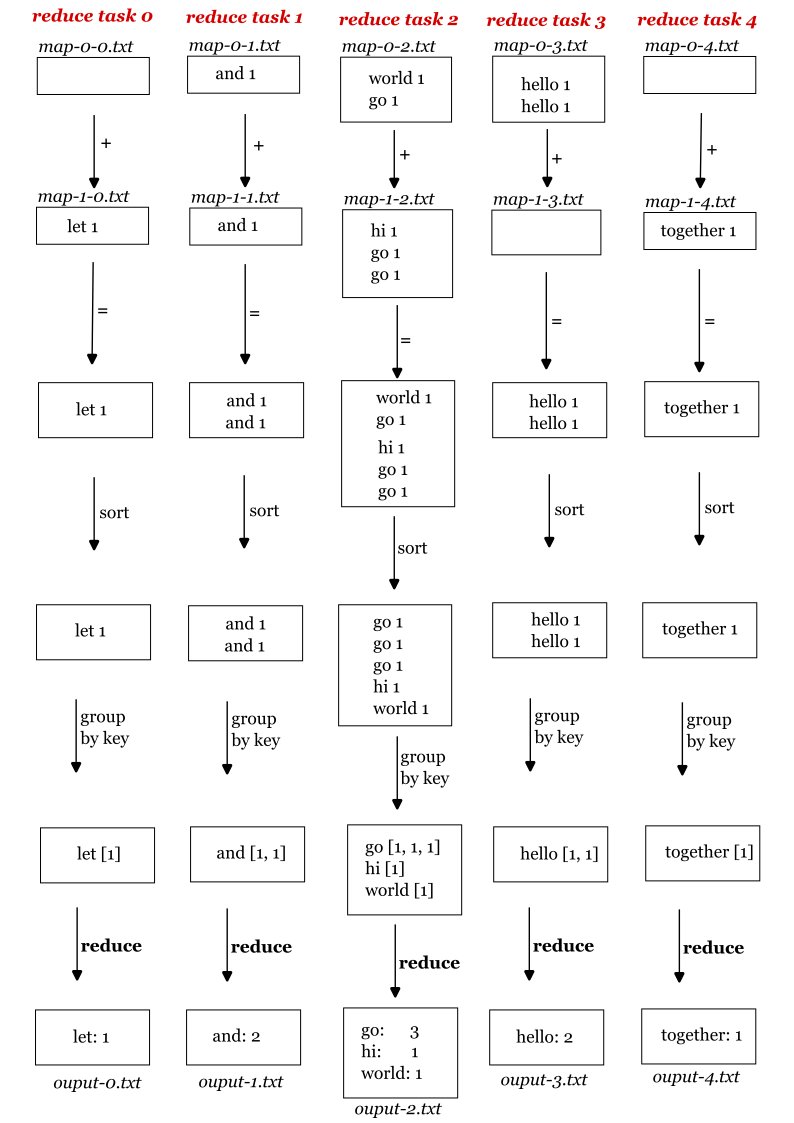 reduce task 0
map-0-0.txt
+
map-1-0.txt
let 1
=
let 1
sort
let 1
group
by key
let [1]
reduce
let: 1
ouput-0.txt
reduce task 1
map-0-1.txt
and 1
+
map-1-1.txt
and 1
=
and 1
and 1
sort
and 1
and 1
group
by key
and [1, 1]
reduce
and: 2
ouput-1.txt
reduce task 2
map-0-2.txt
world 1
go 1
+
map-1-2.txt
hi 1
go 1
go 1
=
world 1
go 1
hi 1
go 1
go 1
sort
go 1
go 1
go 1
hi 1
world 1
group
by key
go [1, 1, 1]
hi [1]
world [1]
reduce
go: 3
hi: 1
world: 1
ouput-2.txt
reduce task 3
map-0-3.txt
hello 1
hello 1
+
map-1-3.txt
=
hello 1
hello 1
sort
hello 1
hello 1
group
by key
hello [1, 1]
reduce
hello: 2
ouput-3.txt
reduce task 4
map-0-4.txt
+
map-1-4.txt
together 1
=
together 1
sort
together 1
group
by key
together [1]
reduce
together: 1
ouput-4.txt